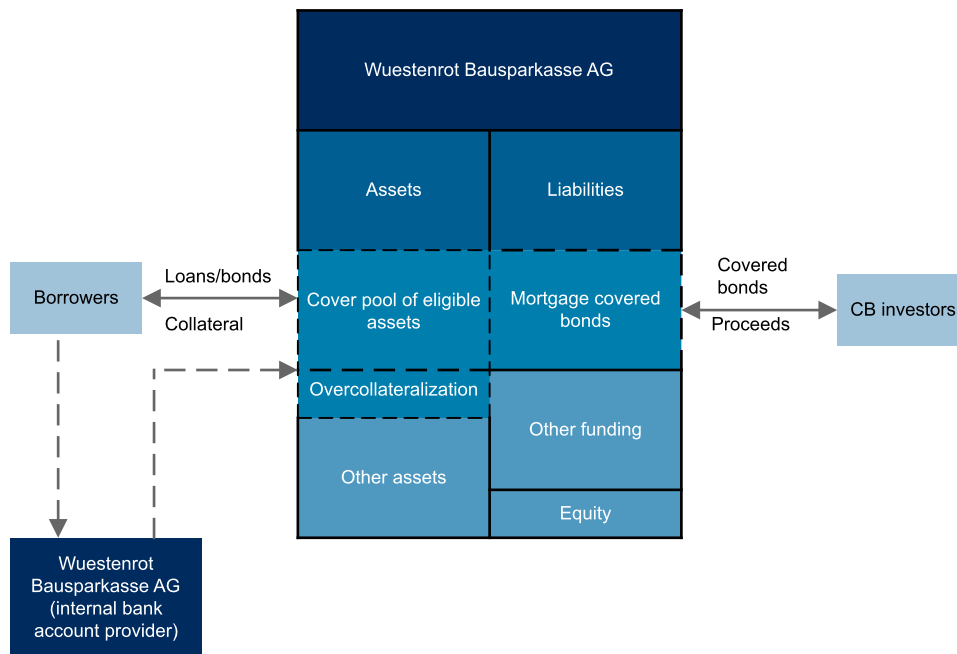 Wuestenrot Bausparkasse AG
Assets
Liabilities
Borrowers
Loans/bonds
Collateral
Cover pool of eligible
assets
Mortgage covered
bonds
Covered
bonds
Proceeds
CB investors
Overcollateralization
Other funding
Other assets
Equity
Wuestenrot
Bausparkasse AG
(internal bank
account provider)